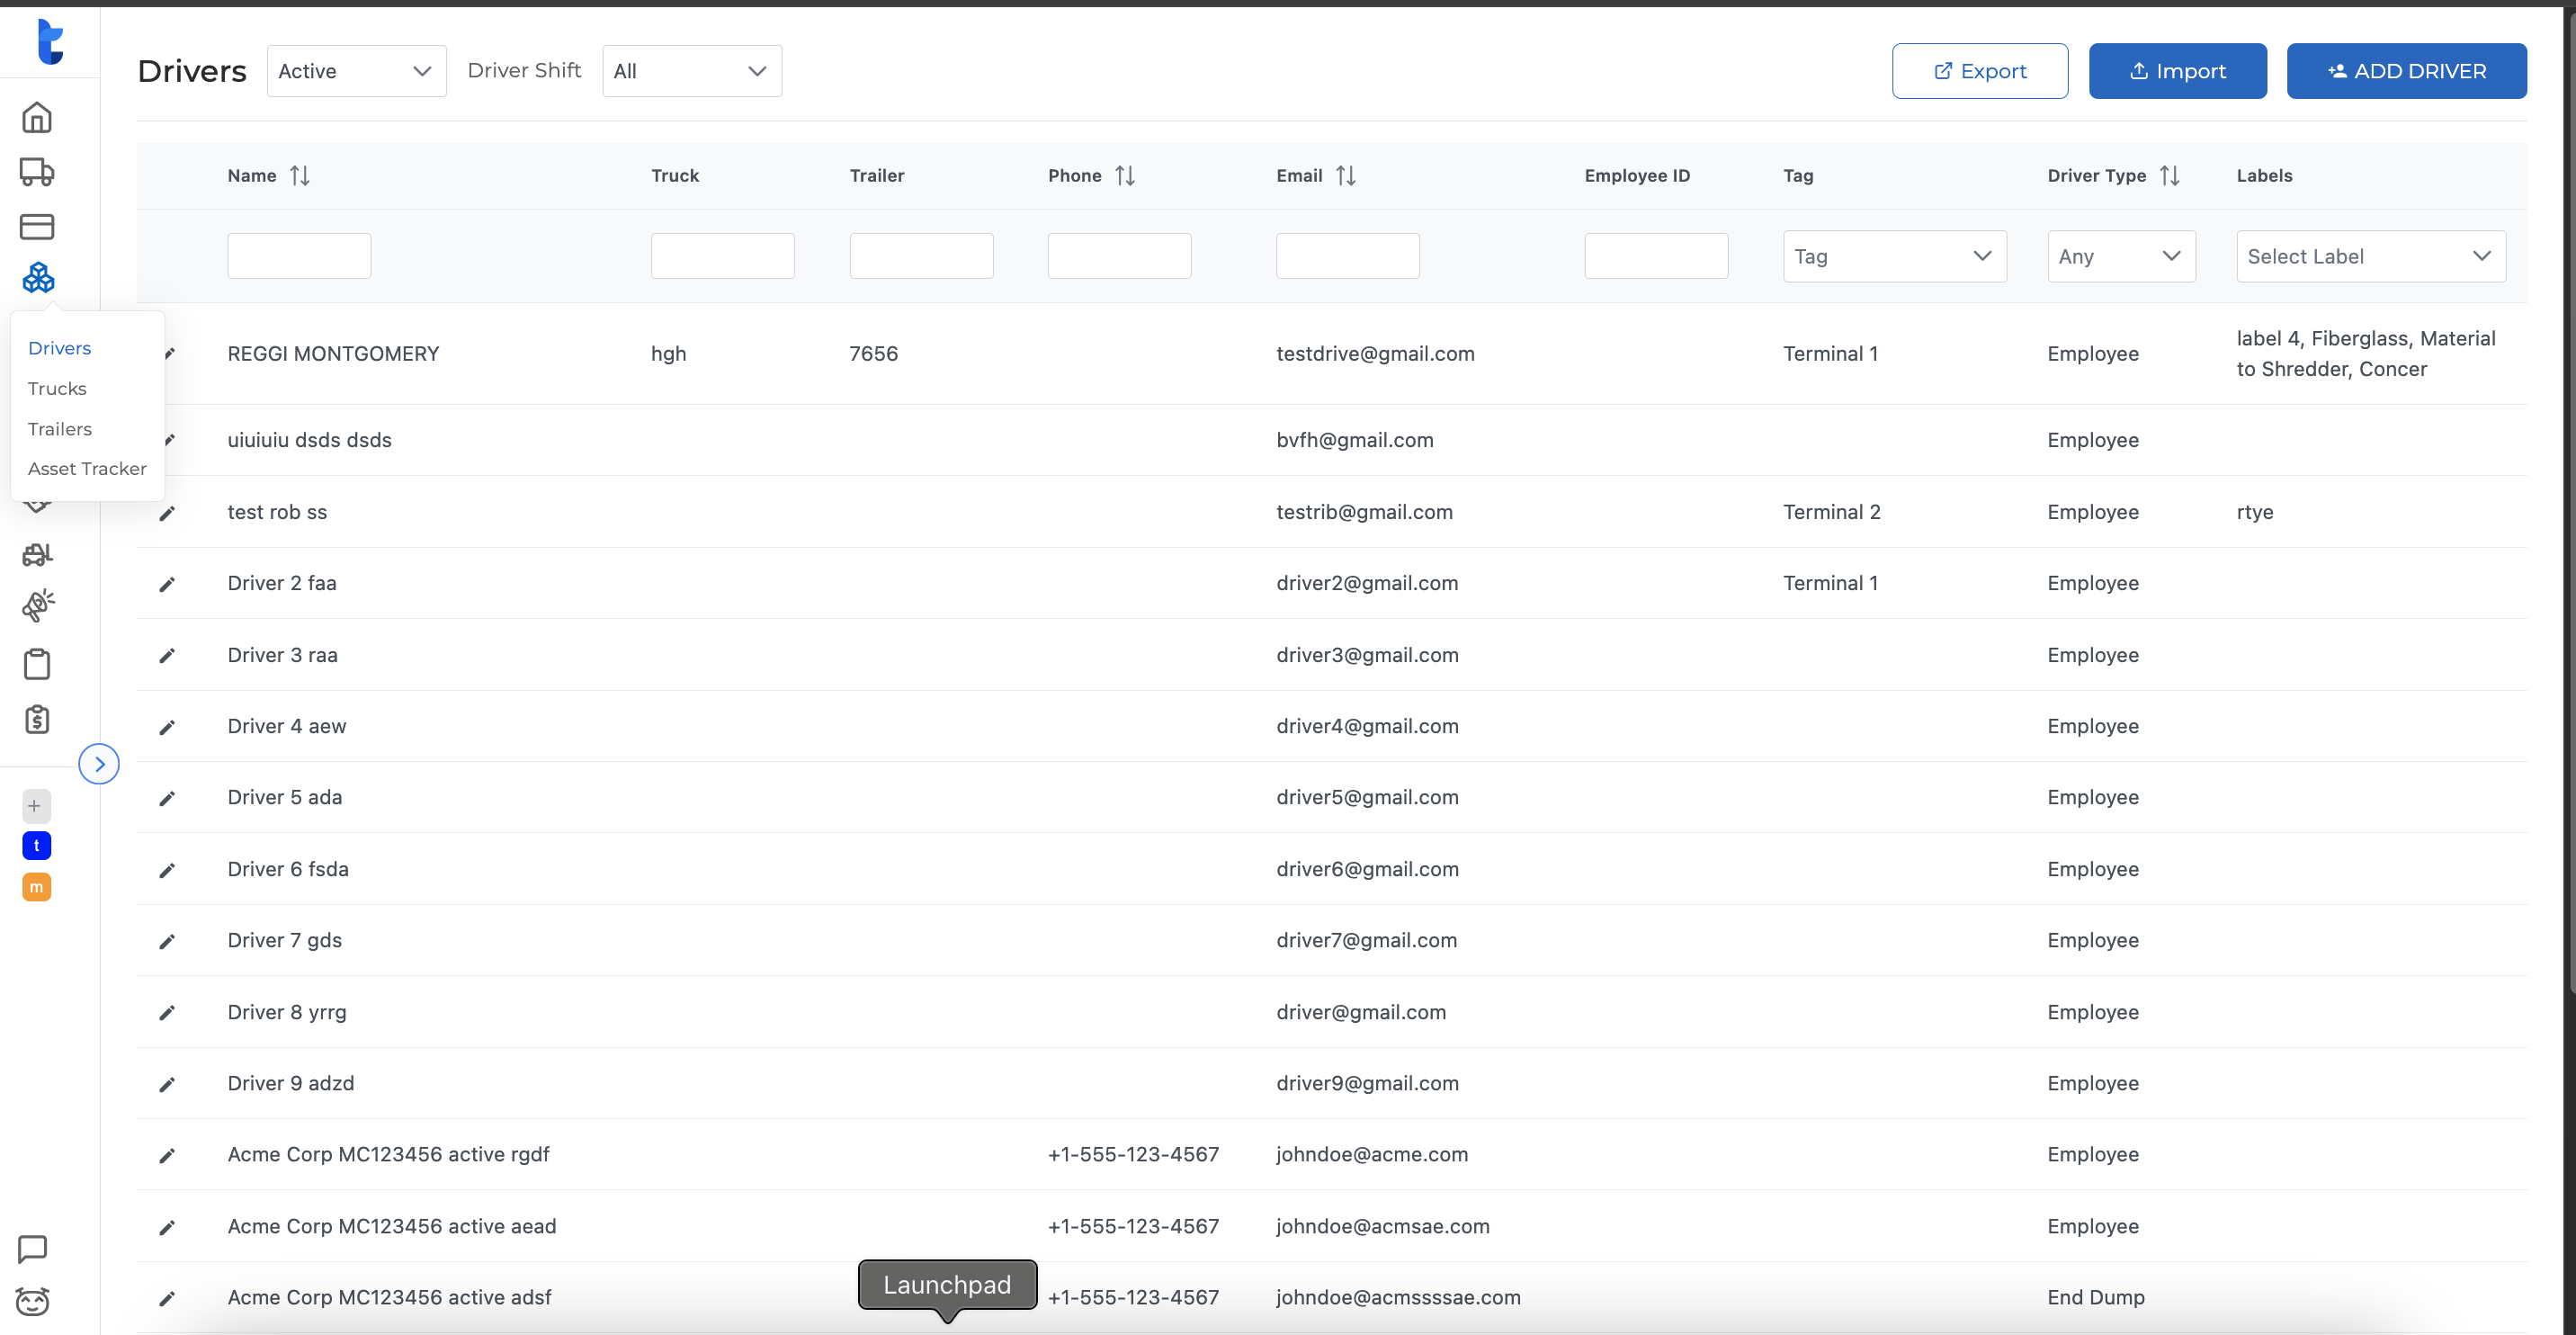 Drivers Active Driver Shift All Export Import ADD DRIVER
Name Truck Trailer Phone Email Employee ID Tag Driver Type Labels
Tag Any Select Label
Drivers
Trucks
Trailers
Asset Tracker
REGGI MONTGOMERY hgh 7656 testdrive@gmail.com Terminal 1 Employee label 4, Fiberglass, Material
to Shredder, Concer
uiuiuiu dsds dsds bvfh@gmail.com Employee
test rob ss testrib@gmail.com Terminal 2 Employee rtye
Driver 2 faa driver2@gmail.com Terminal 1 Employee
Driver 3 raa driver3@gmail.com Employee
Driver 4 aew driver4@gmail.com Employee
Driver 5 ada driver5@gmail.com Employee
Driver 6 fsda driver6@gmail.com Employee
Driver 7 gds driver7@gmail.com Employee
Driver 8 yrrg driver@gmail.com Employee
Driver 9 adzd driver9@gmail.com Employee
Acme Corp MC123456 active rgdf +1-555-123-4567 johndoe@acme.com Employee
Acme Corp MC123456 active aead +1-555-123-4567 johndoe@acmsae.com Employee
Acme Corp MC123456 active adsf +1-555-123-4567 johndoe@acmssssae.com End Dump
t
m
Launchpad